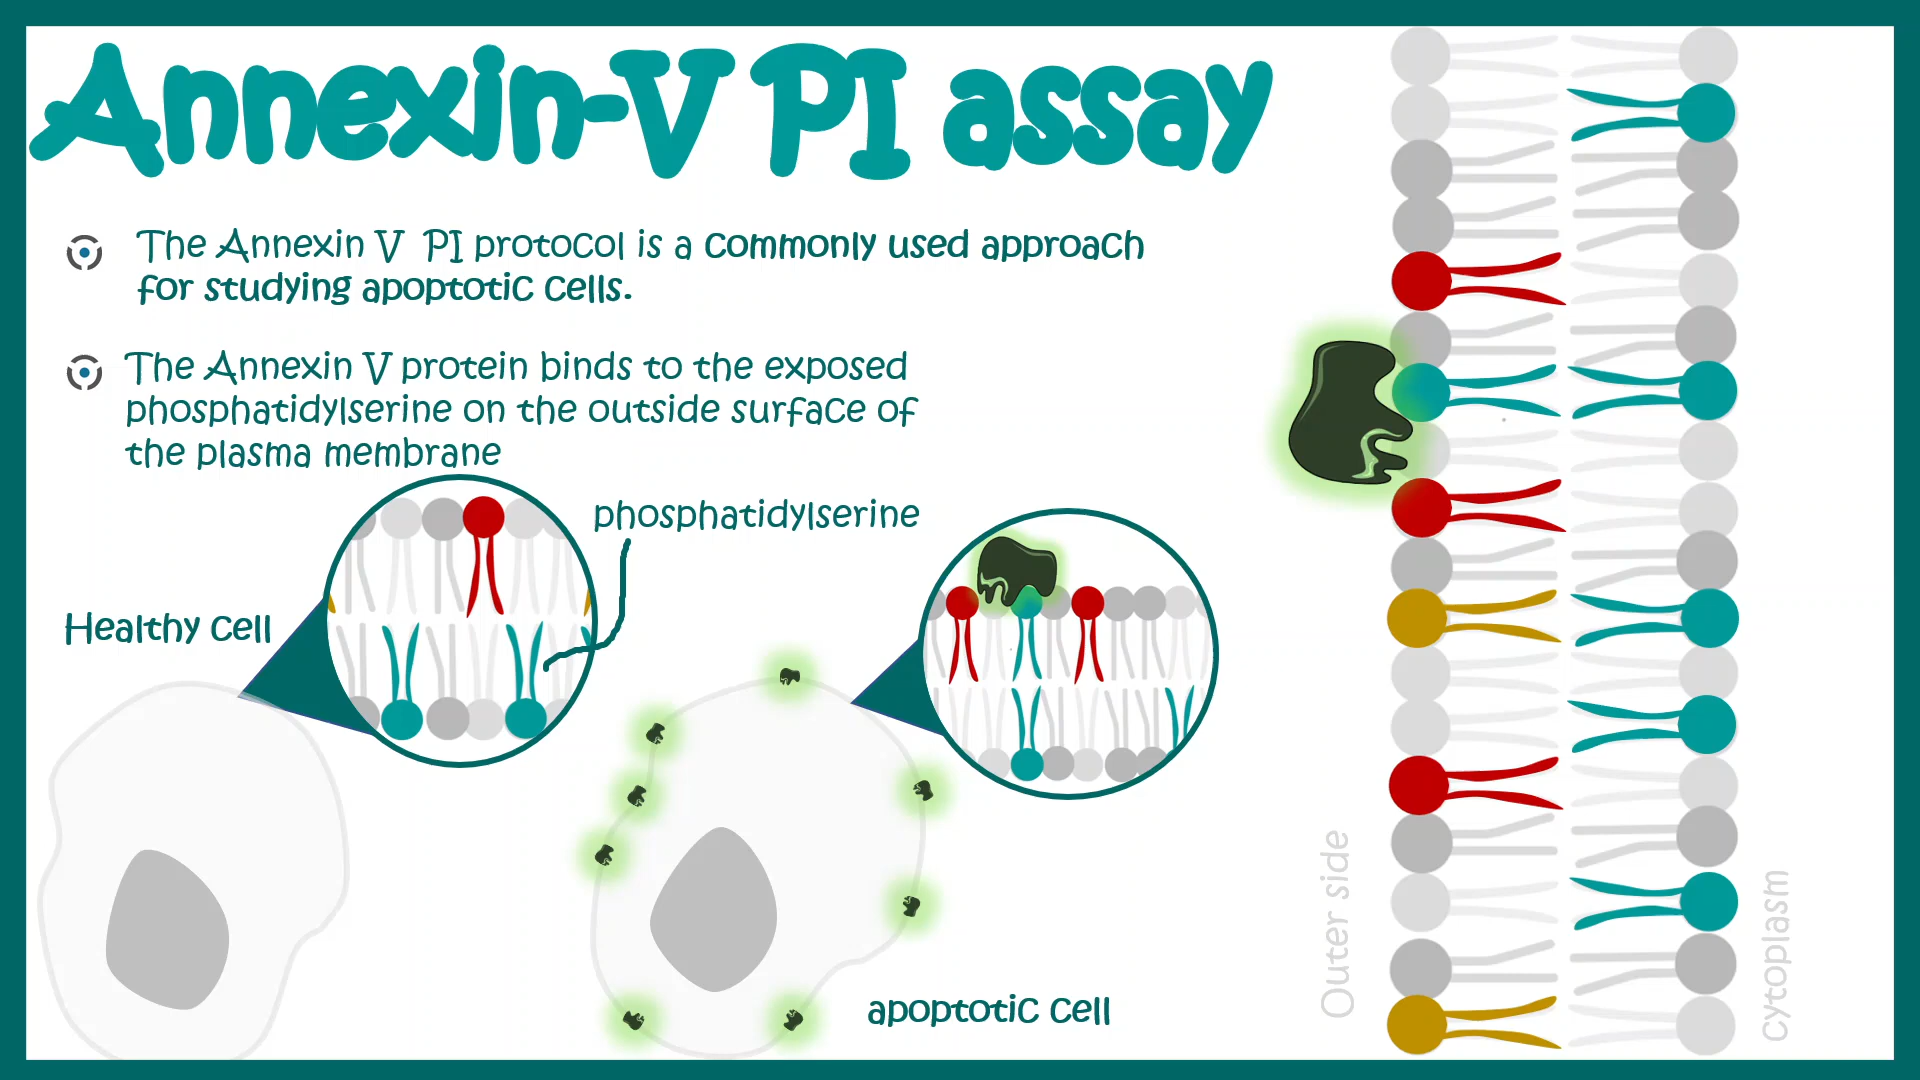 Annexin-V PI assay
The Annexin V PI protocol is a commonly used approach
for studying apoptotic cells.
The Annexin V protein binds to the exposed
phosphatidylserine on the outside surface of
the plasma membrane
phosphatidylserine
Healthy cell
apoptotic cell
Outer side
Cytoplasm